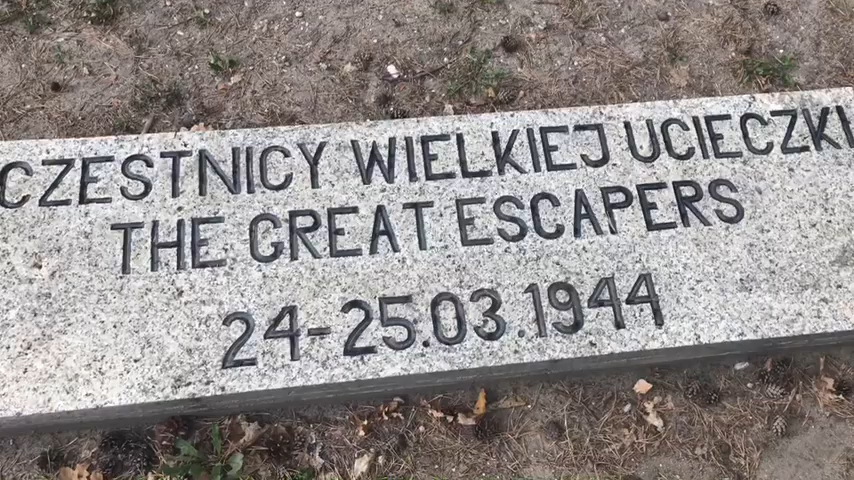 CZESTNICY WIELKIEJ UCIECZKI
THE GREAT ESCAPERS
24-25.03.1944